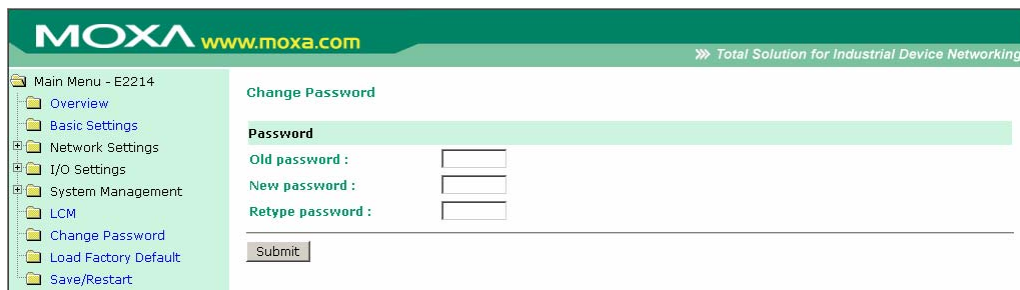 MOXA www.moxa.com
Total Solution for Industrial Device Networking
Main Menu - E2214
Overview
Basic Settings
Network Settings
I/O Settings
System Management
LCM
Change Password
Load Factory Default
Save/Restart
Change Password
Password
Old password :
New password :
Retype password :
Submit